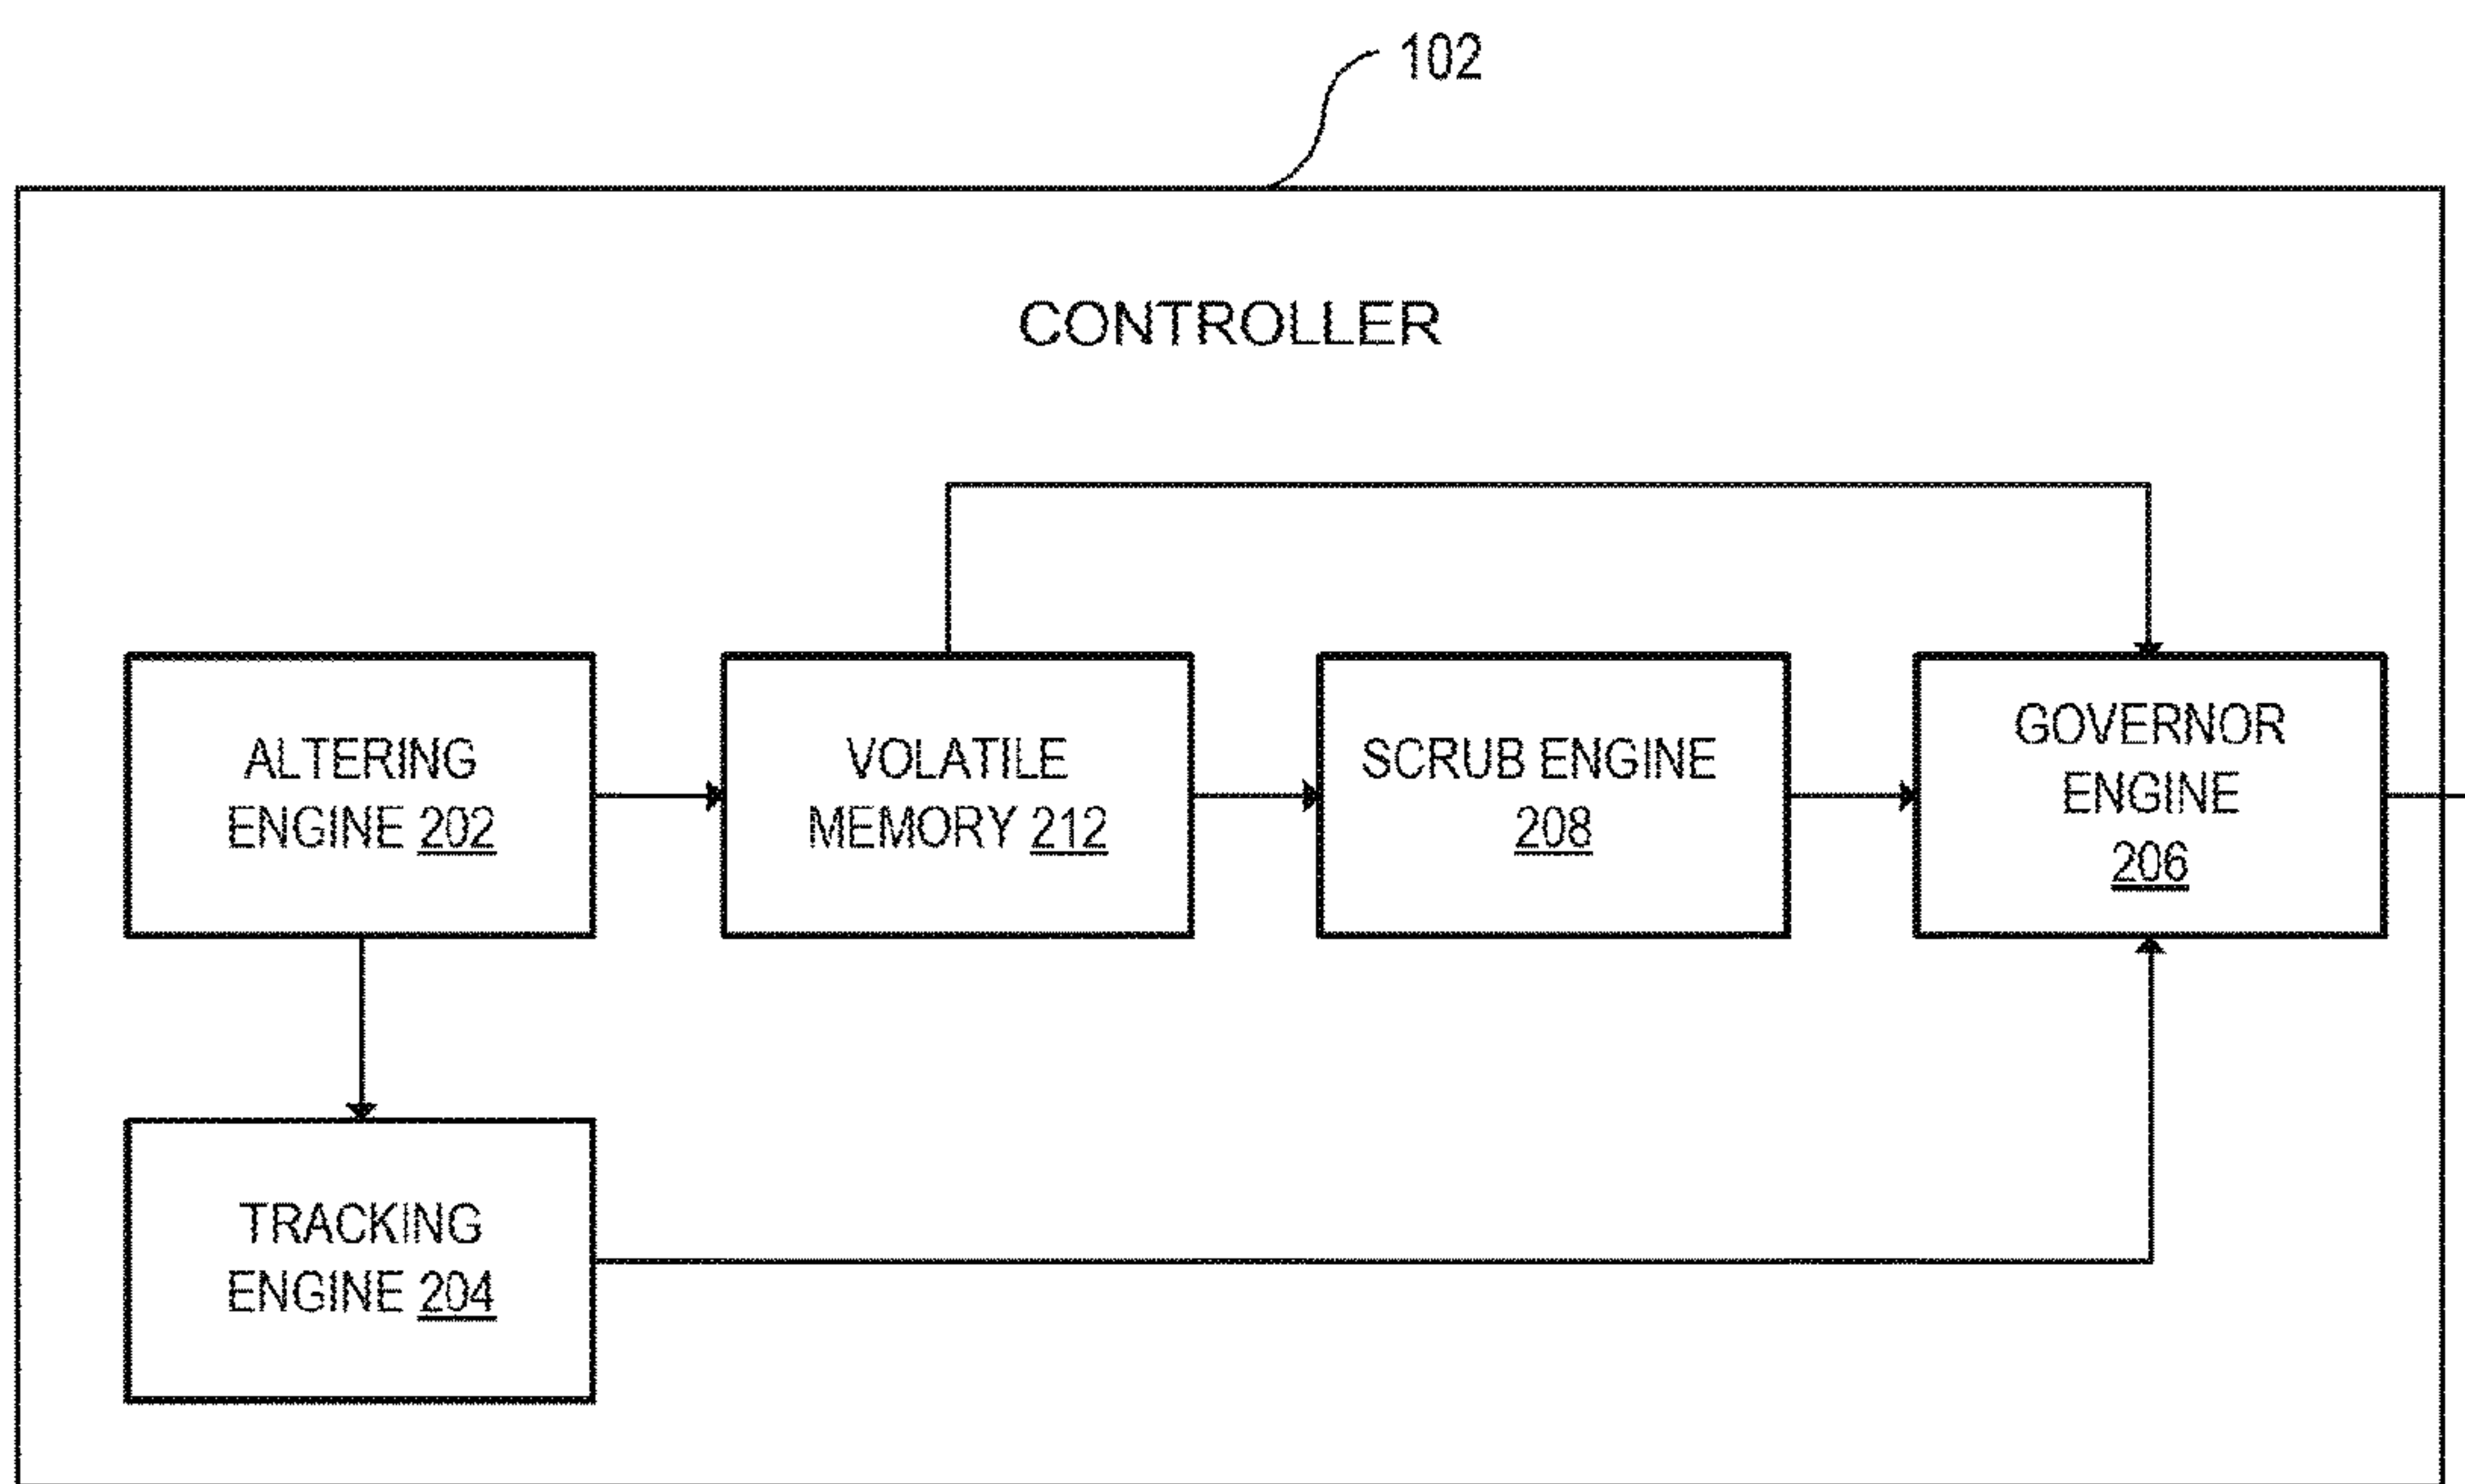 102
CONTROLLER
ALTERING
ENGINE 202
VOLATILE
MEMORY 212
SCRUB ENGINE
208
GOVERNOR
ENGINE
206
TRACKING
ENGINE 204